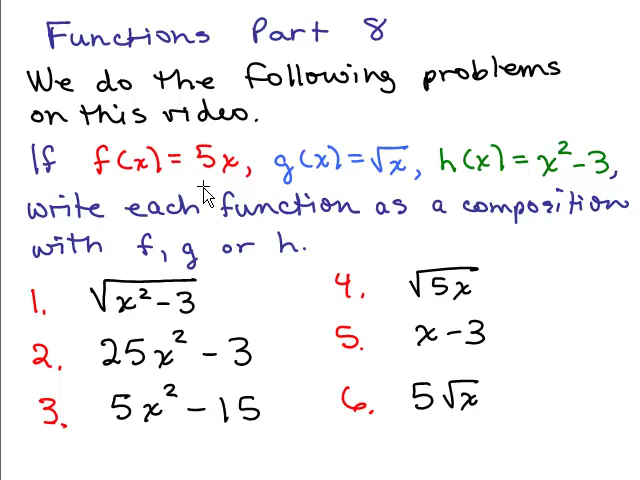 Functions Part 8
We do the following problems
on this video.
If f(x) = 5x, g(x) = √x, h(x) = x² - 3,
write each function as a composition
with f, g or h.
1. √(x² - 3)
4. √(5x)
2. 25x² - 3
5. x - 3
3. 5x² - 15
6. 5√x